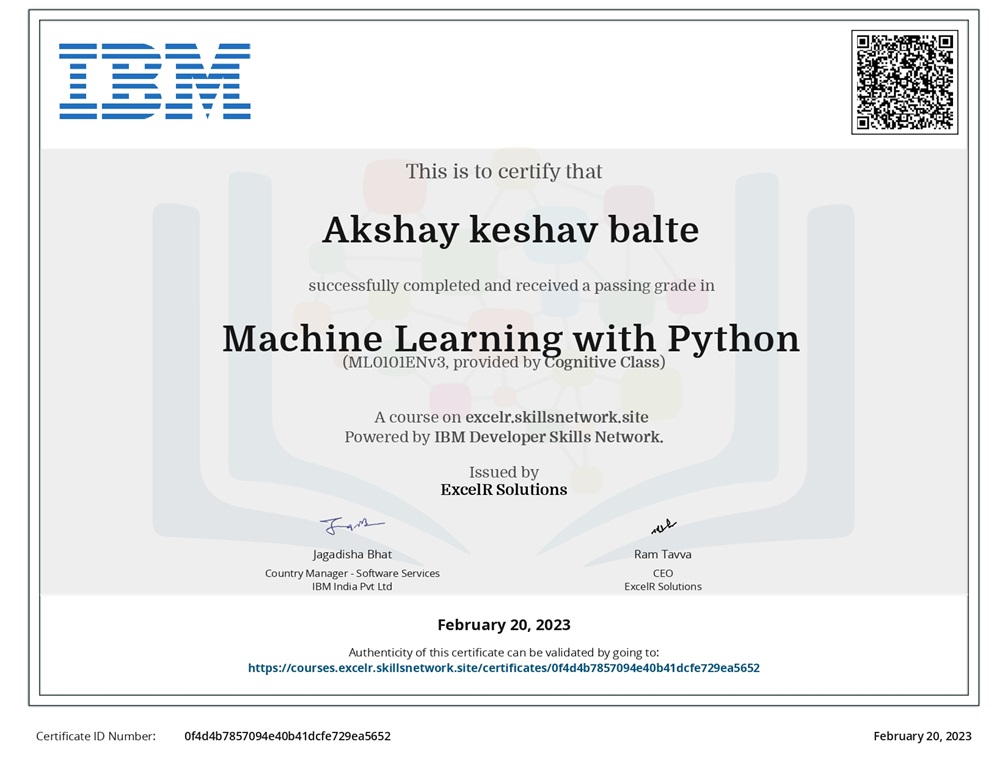 IBM
This is to certify that
Akshay keshav balte
successfully completed and received a passing grade in
Machine Learning with Python
(ML0101ENv3, provided by Cognitive Class)
A course on excelr.skillsnetwork.site
Powered by IBM Developer Skills Network.
Issued by
ExcelR Solutions
Jagadisha Bhat
Country Manager - Software Services
IBM India Pvt Ltd
Ram Tavva
CEO
ExcelR Solutions
February 20, 2023
Authenticity of this certificate can be validated by going to:
https://courses.excelr.skillsnetwork.site/certificates/0f4d4b7857094e40b41dcfe729ea5652
Certificate ID Number: 0f4d4b7857094e40b41dcfe729ea5652
February 20, 2023